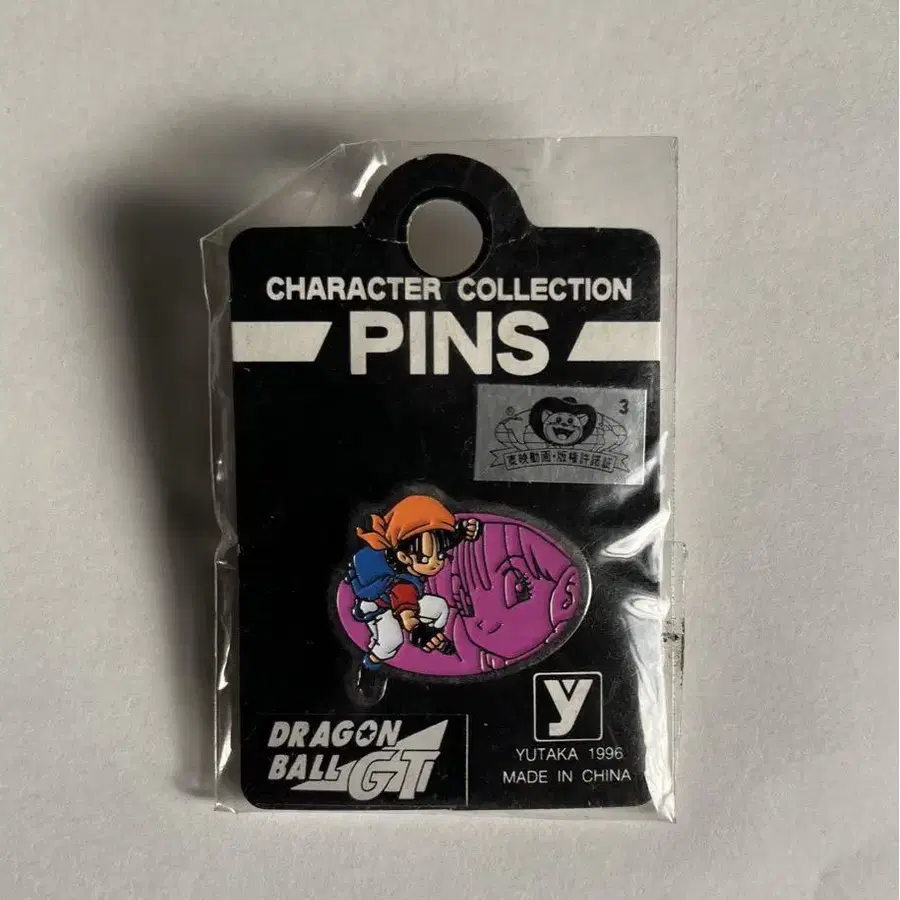 CHARACTER COLLECTION
PINS
3
東映動画・版権許諾証
DRAGON
BALL GT
y
YUTAKA 1996
MADE IN CHINA